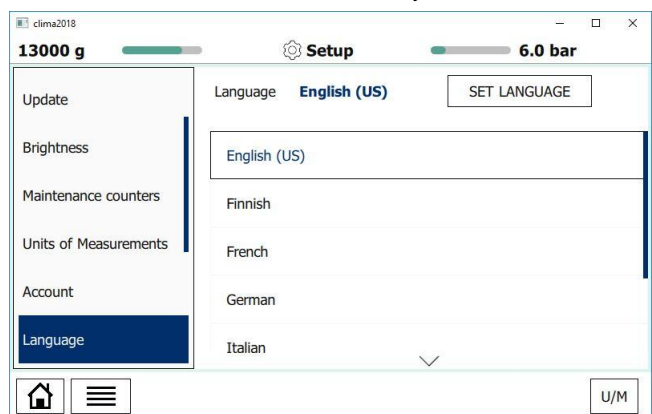 clima2018
13000 g Setup 6.0 bar
Update
Brightness
Maintenance counters
Units of Measurements
Account
Language
Language English (US) SET LANGUAGE
English (US)
Finnish
French
German
Italian
U/M